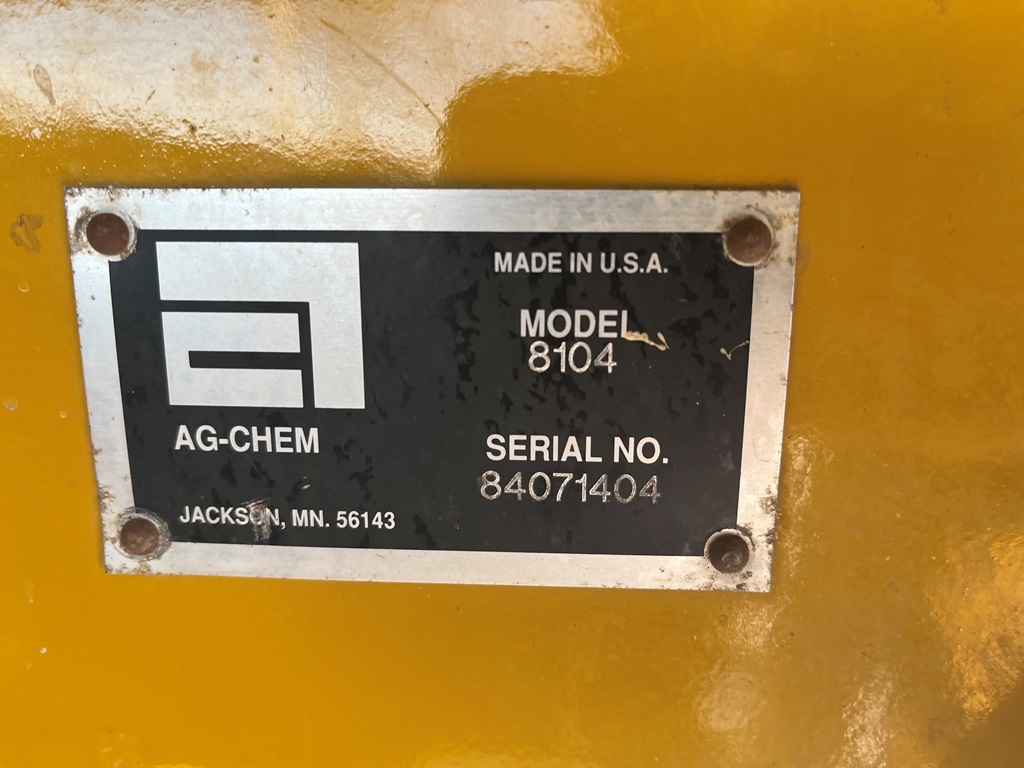 MADE IN U.S.A.
MODEL
8104
AG-CHEM
SERIAL NO.
84071404
JACKSON, MN. 56143